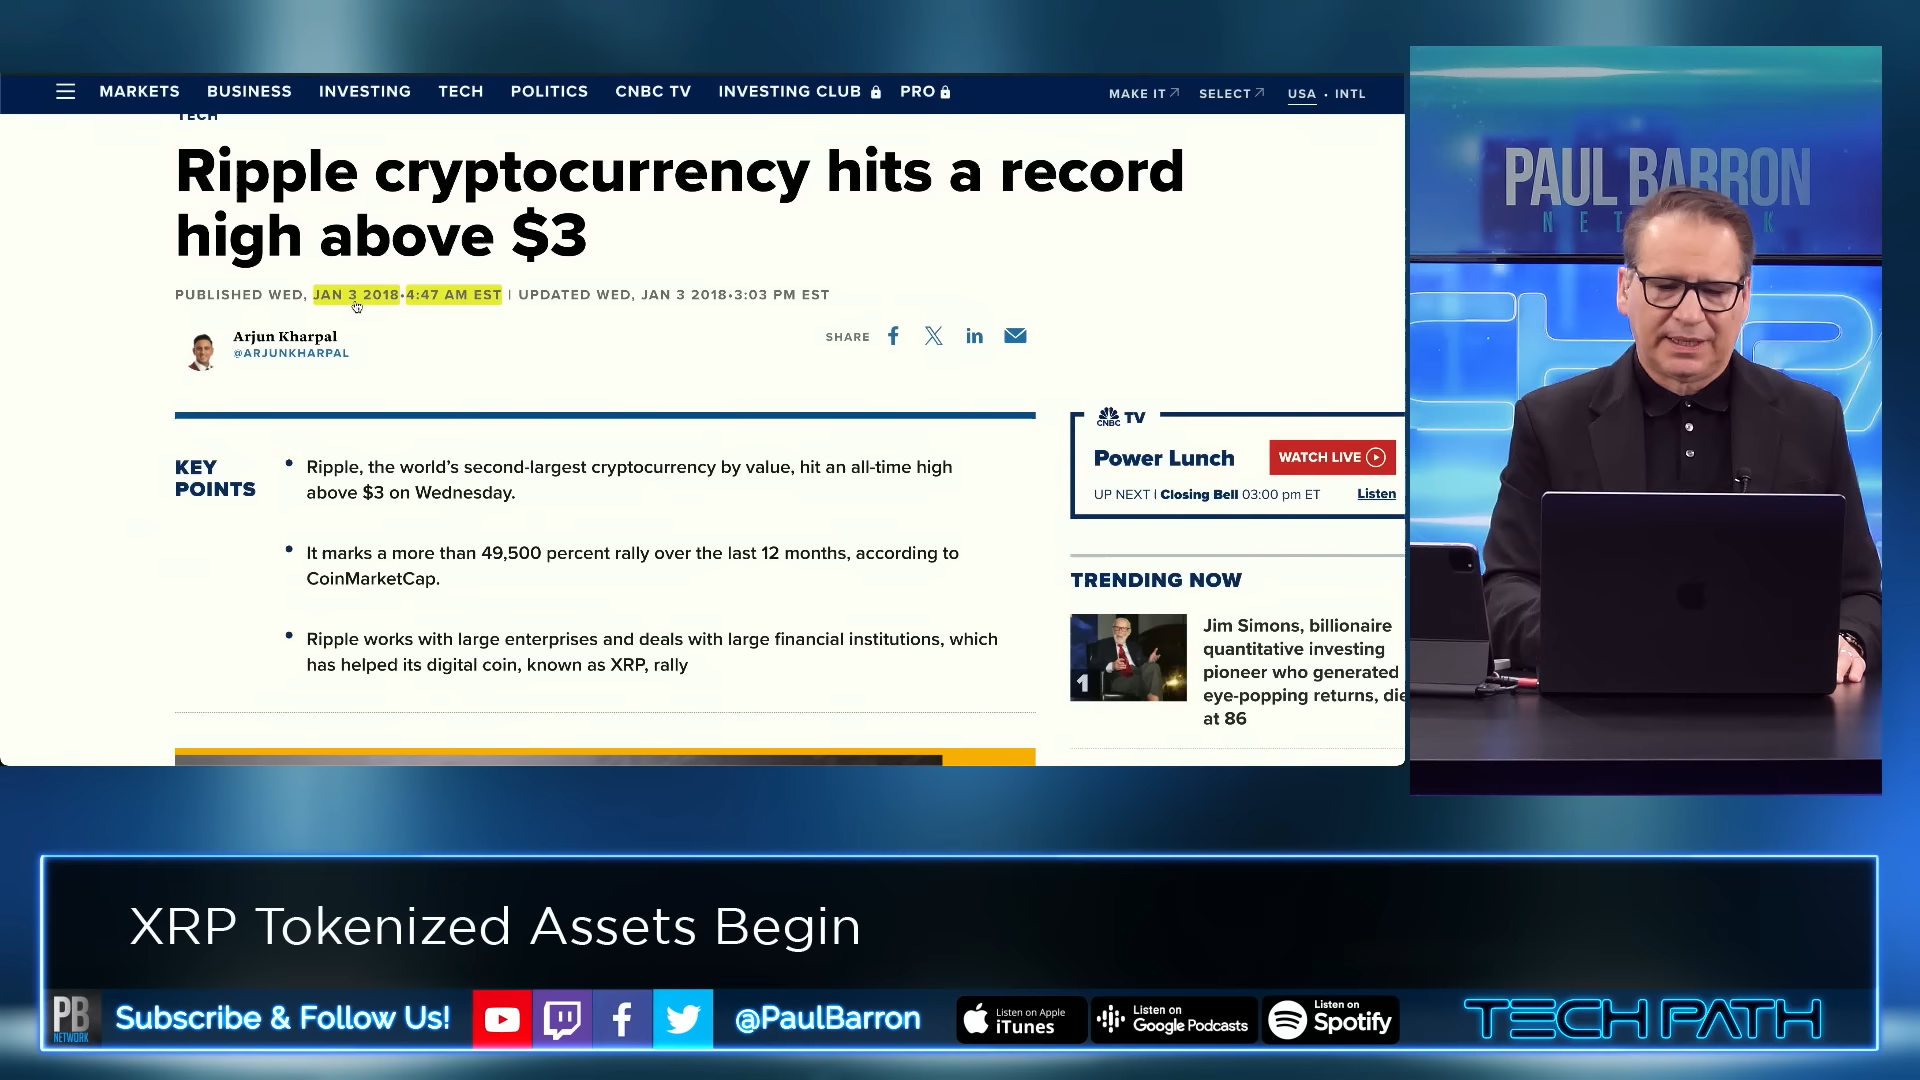 MARKETS BUSINESS INVESTING TECH POLITICS CNBC TV INVESTING CLUB PRO MAKE IT SELECT USA • INTL
TECH
Ripple cryptocurrency hits a record
high above $3
PUBLISHED WED, JAN 3 2018•4:47 AM EST | UPDATED WED, JAN 3 2018•3:03 PM EST
Arjun Kharpal
@ARJUNKHARPAL
SHARE
KEY
POINTS
Ripple, the world's second-largest cryptocurrency by value, hit an all-time high
above $3 on Wednesday.
It marks a more than 49,500 percent rally over the last 12 months, according to
CoinMarketCap.
Ripple works with large enterprises and deals with large financial institutions, which
has helped its digital coin, known as XRP, rally
CNBC TV
Power Lunch WATCH LIVE
UP NEXT | Closing Bell 03:00 pm ET Listen
TRENDING NOW
1
Jim Simons, billionaire
quantitative investing
pioneer who generated
eye-popping returns, die
at 86
PAUL BARRON
XRP Tokenized Assets Begin
PB
NETWORK
Subscribe & Follow Us!
@PaulBarron
Listen on Apple
iTunes
Listen on
Google Podcasts
Listen on
Spotify
TECH PATH